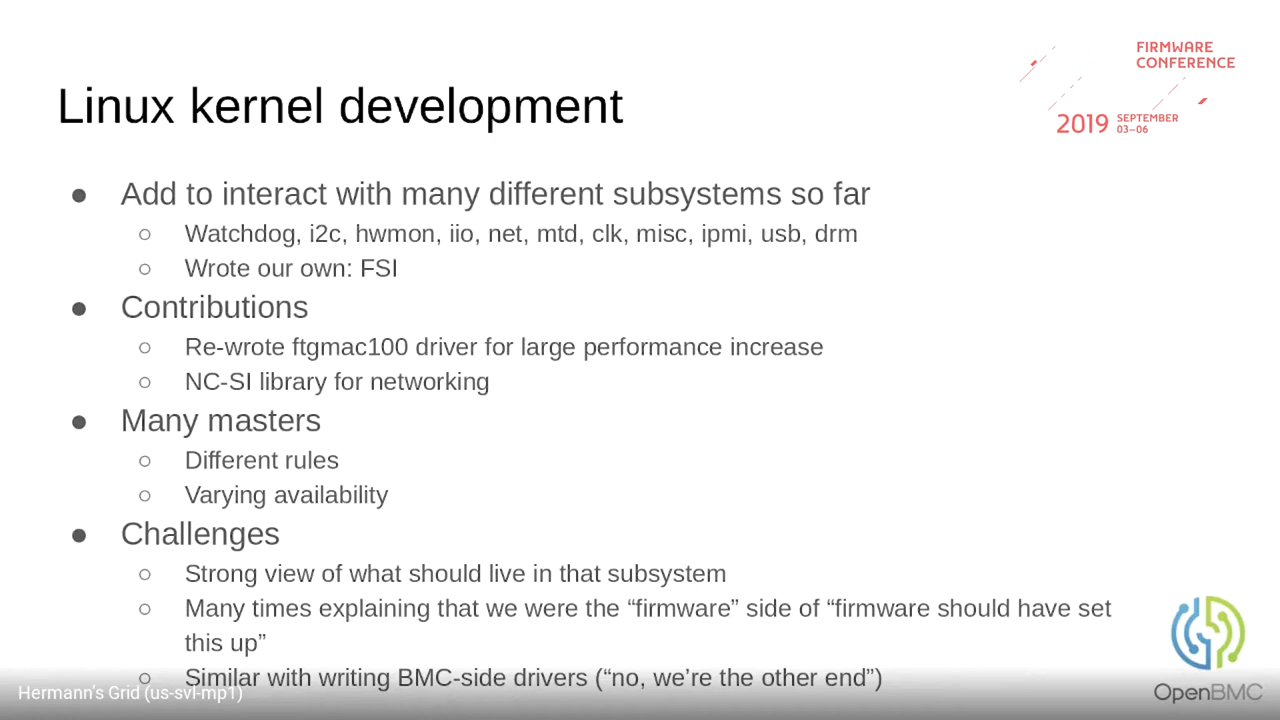 FIRMWARE
CONFERENCE
2019 SEPTEMBER
03–06
Linux kernel development
● Add to interact with many different subsystems so far
○ Watchdog, i2c, hwmon, iio, net, mtd, clk, misc, ipmi, usb, drm
○ Wrote our own: FSI
● Contributions
○ Re-wrote ftgmac100 driver for large performance increase
○ NC-SI library for networking
● Many masters
○ Different rules
○ Varying availability
● Challenges
○ Strong view of what should live in that subsystem
○ Many times explaining that we were the “firmware” side of “firmware should have set
this up”
○ Similar with writing BMC-side drivers (“no, we’re the other end”)
Hermann's Grid (us-svl-mp1)
OpenBMC